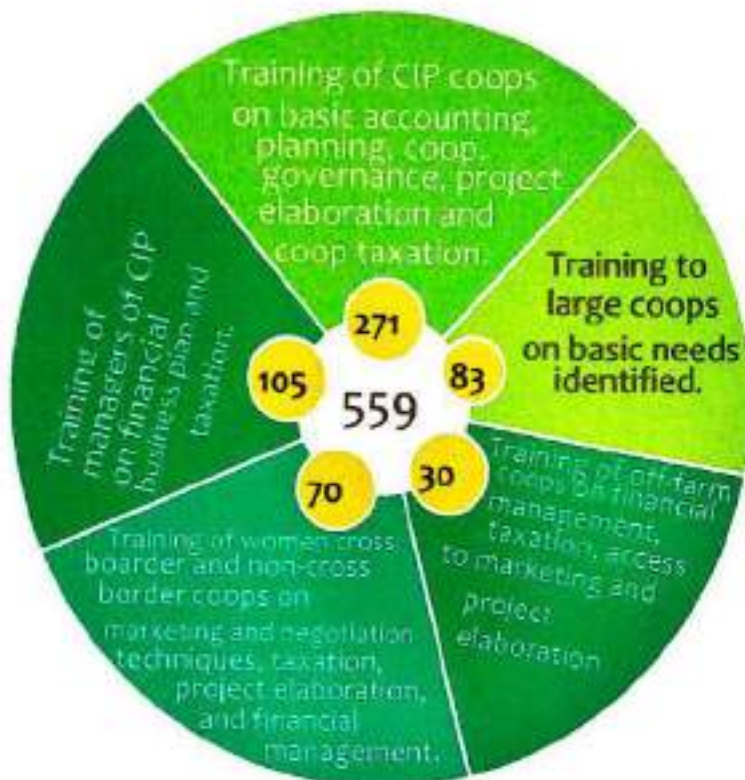 Training of CIP coops
on basic accounting,
planning, coop.
governance, project
elaboration and
coop taxation.
271
Training to
large coops
on basic needs
identified.
83
Training of off-farm
coops on financial
management,
taxation, access
to marketing and
project
elaboration
30
Training of women cross
boarder and non-cross
border coops on
marketing and negotiation
techniques, taxation,
project elaboration,
and financial
management.
70
Training of
managers of CIP
on financial
business plan and
taxation.
105
559